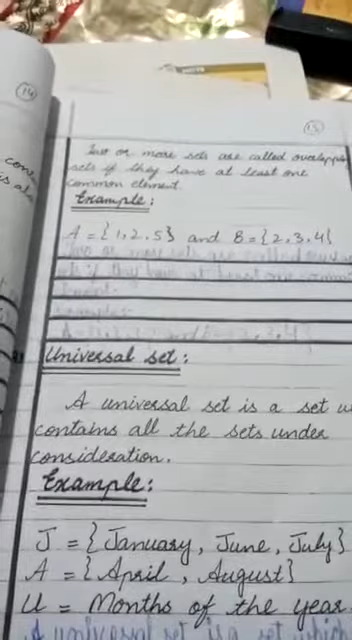 14
15
Two or more sets are called overlapping
sets if they have at least one
common element.
Example:
A = {1, 2, 5} and B = {2, 3, 4}
Universal set:
A universal set is a set w
contains all the sets under
consideration.
Example:
J = {January, June, July}
A = {April, August}
U = Months of the year